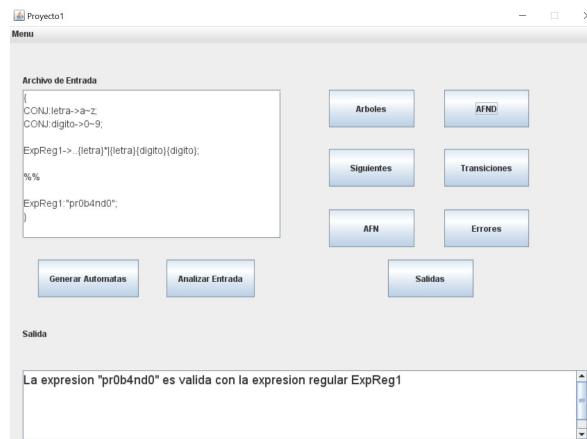 Proyecto1
Menu
Archivo de Entrada
{
CONJ:letra->a~z;
CONJ:digito->0~9;
ExpReg1->..{letra}*|{letra}{digito}{digito};
%%
ExpReg1:"pr0b4nd0";
}
Arboles
AFND
Siguientes
Transiciones
AFN
Errores
Generar Automatas
Analizar Entrada
Salidas
Salida
La expresion "pr0b4nd0" es valida con la expresion regular ExpReg1